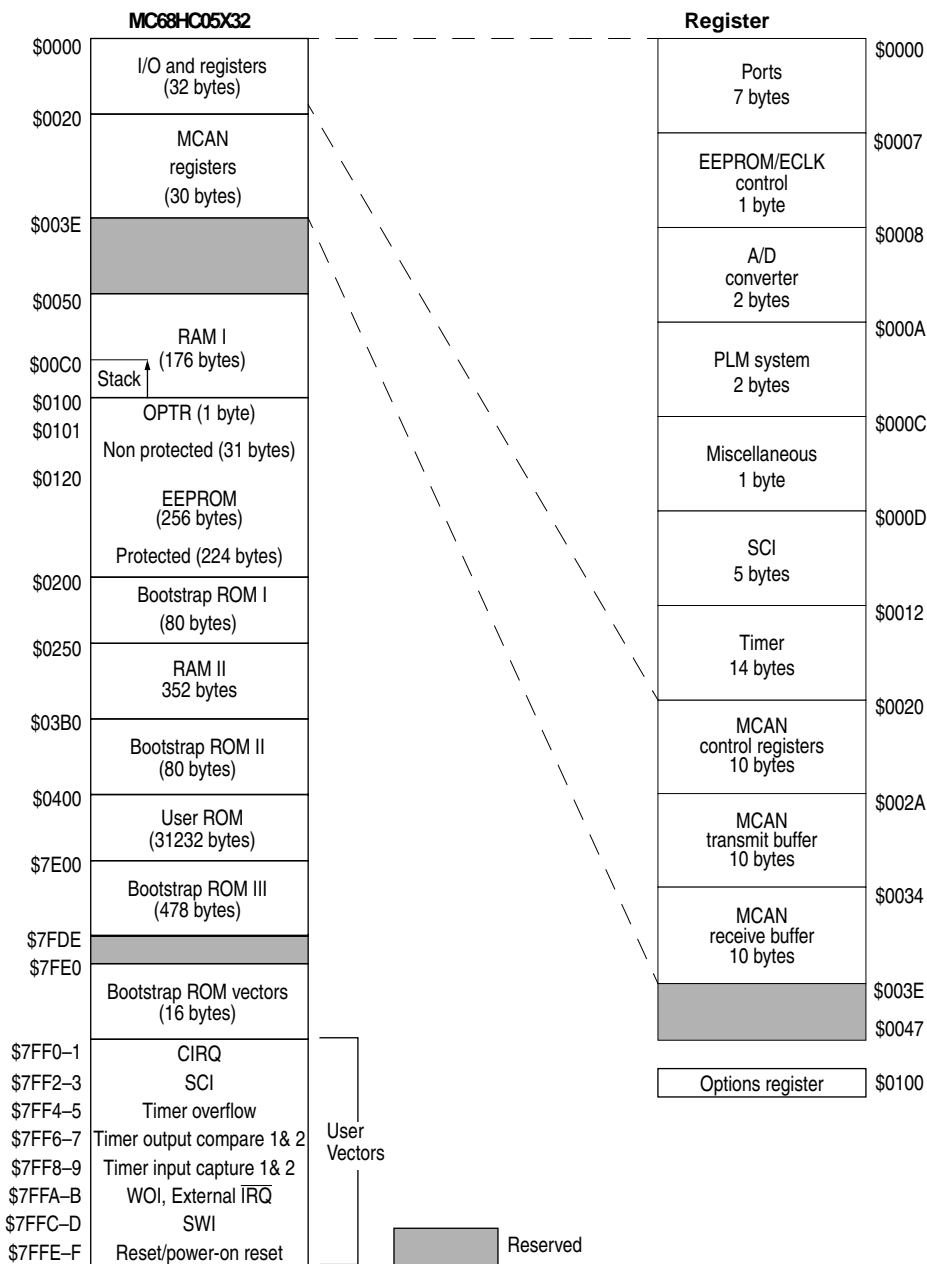 MC68HC05X32
$0000
I/O and registers
(32 bytes)
$0020
MCAN
registers
(30 bytes)
$003E
$0050
RAM I
(176 bytes)
$00C0
Stack
$0100
OPTR (1 byte)
$0101
Non protected (31 bytes)
$0120
EEPROM
(256 bytes)
Protected (224 bytes)
$0200
Bootstrap ROM I
(80 bytes)
$0250
RAM II
352 bytes
$03B0
Bootstrap ROM II
(80 bytes)
$0400
User ROM
(31232 bytes)
$7E00
Bootstrap ROM III
(478 bytes)
$7FDE
$7FE0
Bootstrap ROM vectors
(16 bytes)
$7FF0–1 CIRQ
$7FF2–3 SCI
$7FF4–5 Timer overflow
$7FF6–7 Timer output compare 1& 2
$7FF8–9 Timer input capture 1& 2
$7FFA–B WOI, External IRQ
$7FFC–D SWI
$7FFE–F Reset/power-on reset
User
Vectors
Reserved
Register
$0000
Ports
7 bytes
$0007
EEPROM/ECLK
control
1 byte
$0008
A/D
converter
2 bytes
$000A
PLM system
2 bytes
$000C
Miscellaneous
1 byte
$000D
SCI
5 bytes
$0012
Timer
14 bytes
$0020
MCAN
control registers
10 bytes
$002A
MCAN
transmit buffer
10 bytes
$0034
MCAN
receive buffer
10 bytes
$003E
$0047
Options register $0100